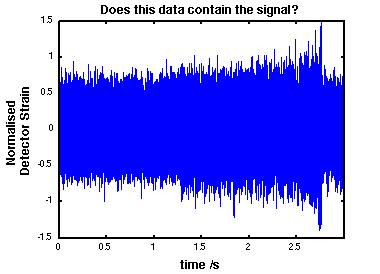 Does this data contain the signal?
1.5
1
0.5
0
-0.5
-1
-1.5
Normalised
Detector Strain
0 0.5 1 1.5 2 2.5
time /s